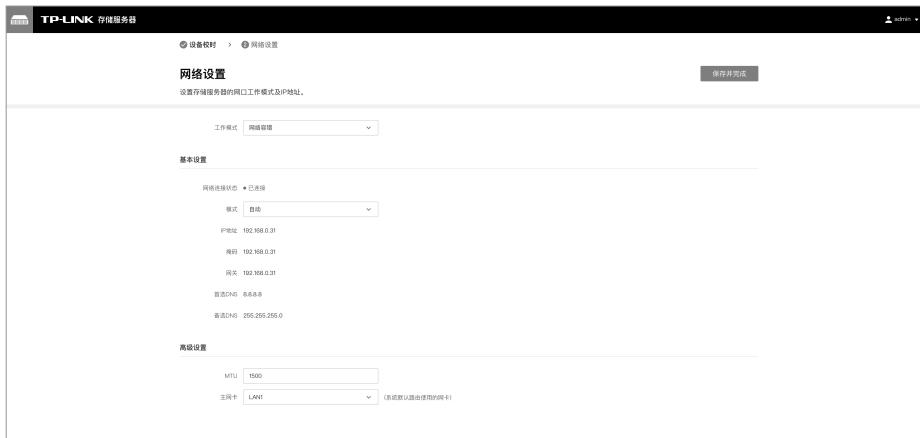 TP-LINK 存储服务器
admin
设备校时 > 2 网络设置
网络设置
保存并完成
设置存储服务器的网口工作模式及IP地址。
工作模式 网络容错
基本设置
网络连接状态 已连接
模式 自动
IP地址 192.168.0.31
掩码 192.168.0.31
网关 192.168.0.31
首选DNS 8.8.8.8
备选DNS 255.255.255.0
高级设置
MTU 1500
主网卡 LAN1 (系统默认路由使用的网卡)